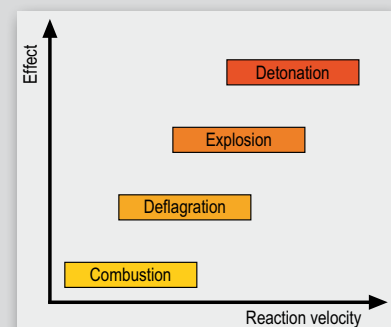 Effect
Detonation
Explosion
Deflagration
Combustion
Reaction velocity